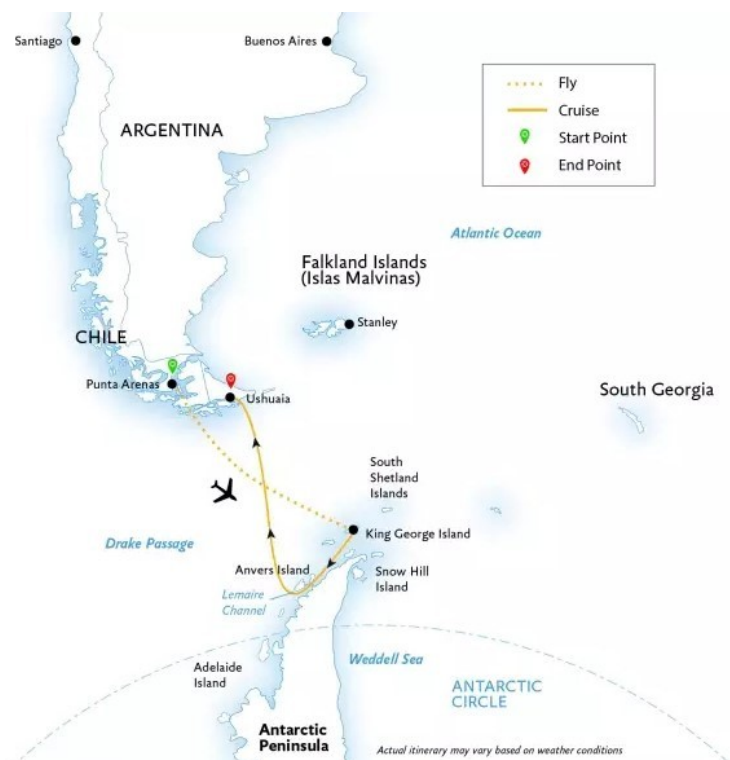 Santiago
Buenos Aires
Fly
Cruise
Start Point
End Point
ARGENTINA
Atlantic Ocean
Falkland Islands
(Islas Malvinas)
Stanley
CHILE
Punta Arenas
Ushuaia
South Georgia
South
Shetland
Islands
King George Island
Drake Passage
Anvers Island
Snow Hill
Island
Lemaire
Channel
Adelaide
Island
Weddell Sea
ANTARCTIC
CIRCLE
Antarctic
Peninsula
Actual itinerary may vary based on weather conditions